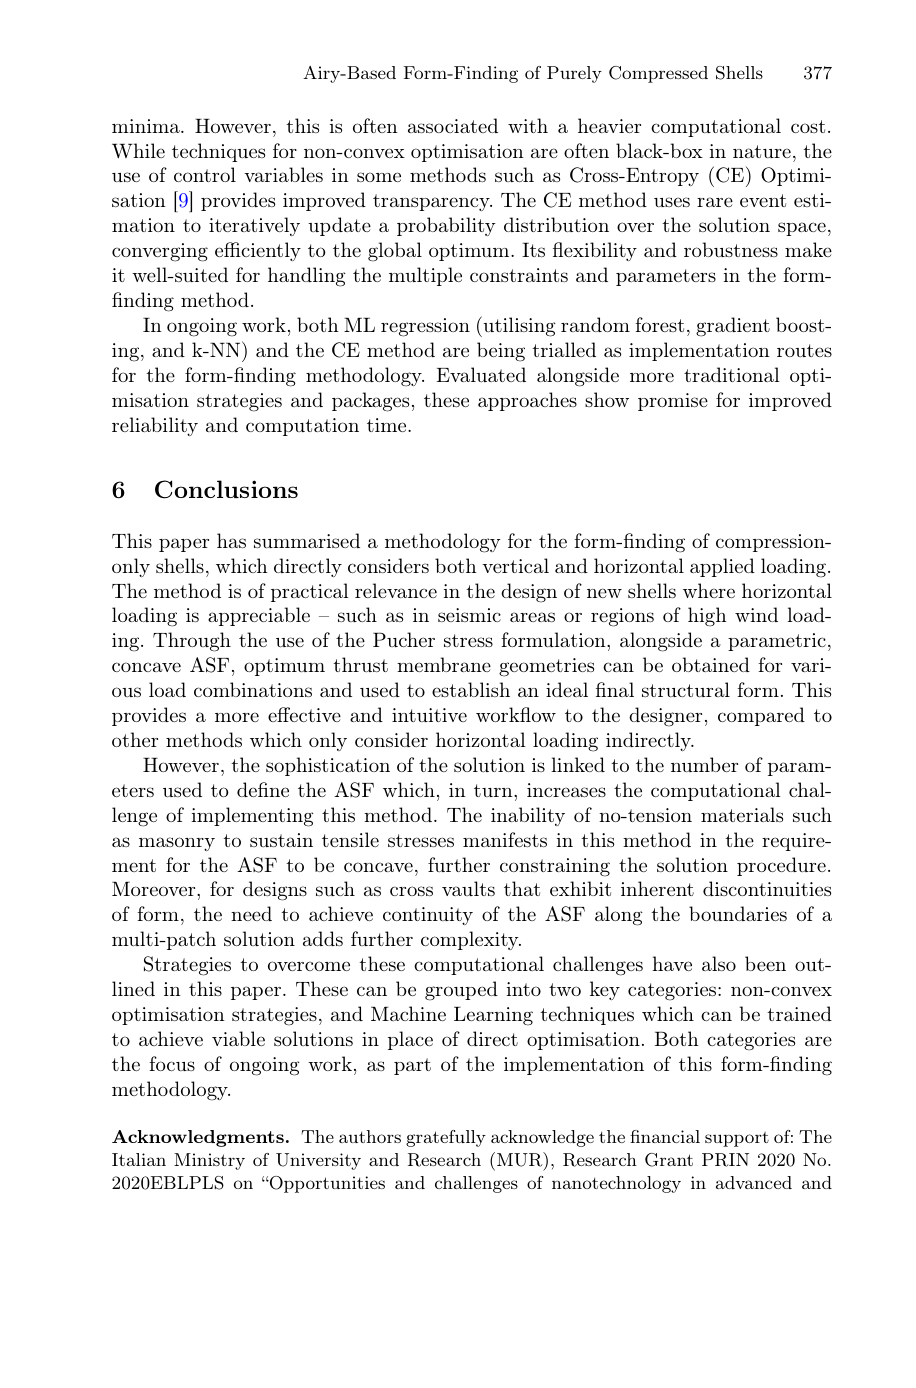 Airy-Based Form-Finding of Purely Compressed Shells 377
minima. However, this is often associated with a heavier computational cost.
While techniques for non-convex optimisation are often black-box in nature, the
use of control variables in some methods such as Cross-Entropy (CE) Optimi-
sation [9] provides improved transparency. The CE method uses rare event esti-
mation to iteratively update a probability distribution over the solution space,
converging efficiently to the global optimum. Its flexibility and robustness make
it well-suited for handling the multiple constraints and parameters in the form-
finding method.
In ongoing work, both ML regression (utilising random forest, gradient boost-
ing, and k-NN) and the CE method are being trialled as implementation routes
for the form-finding methodology. Evaluated alongside more traditional opti-
misation strategies and packages, these approaches show promise for improved
reliability and computation time.
6 Conclusions
This paper has summarised a methodology for the form-finding of compression-
only shells, which directly considers both vertical and horizontal applied loading.
The method is of practical relevance in the design of new shells where horizontal
loading is appreciable – such as in seismic areas or regions of high wind load-
ing. Through the use of the Pucher stress formulation, alongside a parametric,
concave ASF, optimum thrust membrane geometries can be obtained for vari-
ous load combinations and used to establish an ideal final structural form. This
provides a more effective and intuitive workflow to the designer, compared to
other methods which only consider horizontal loading indirectly.
However, the sophistication of the solution is linked to the number of param-
eters used to define the ASF which, in turn, increases the computational chal-
lenge of implementing this method. The inability of no-tension materials such
as masonry to sustain tensile stresses manifests in this method in the require-
ment for the ASF to be concave, further constraining the solution procedure.
Moreover, for designs such as cross vaults that exhibit inherent discontinuities
of form, the need to achieve continuity of the ASF along the boundaries of a
multi-patch solution adds further complexity.
Strategies to overcome these computational challenges have also been out-
lined in this paper. These can be grouped into two key categories: non-convex
optimisation strategies, and Machine Learning techniques which can be trained
to achieve viable solutions in place of direct optimisation. Both categories are
the focus of ongoing work, as part of the implementation of this form-finding
methodology.
Acknowledgments. The authors gratefully acknowledge the financial support of: The
Italian Ministry of University and Research (MUR), Research Grant PRIN 2020 No.
2020EBLPLS on “Opportunities and challenges of nanotechnology in advanced and